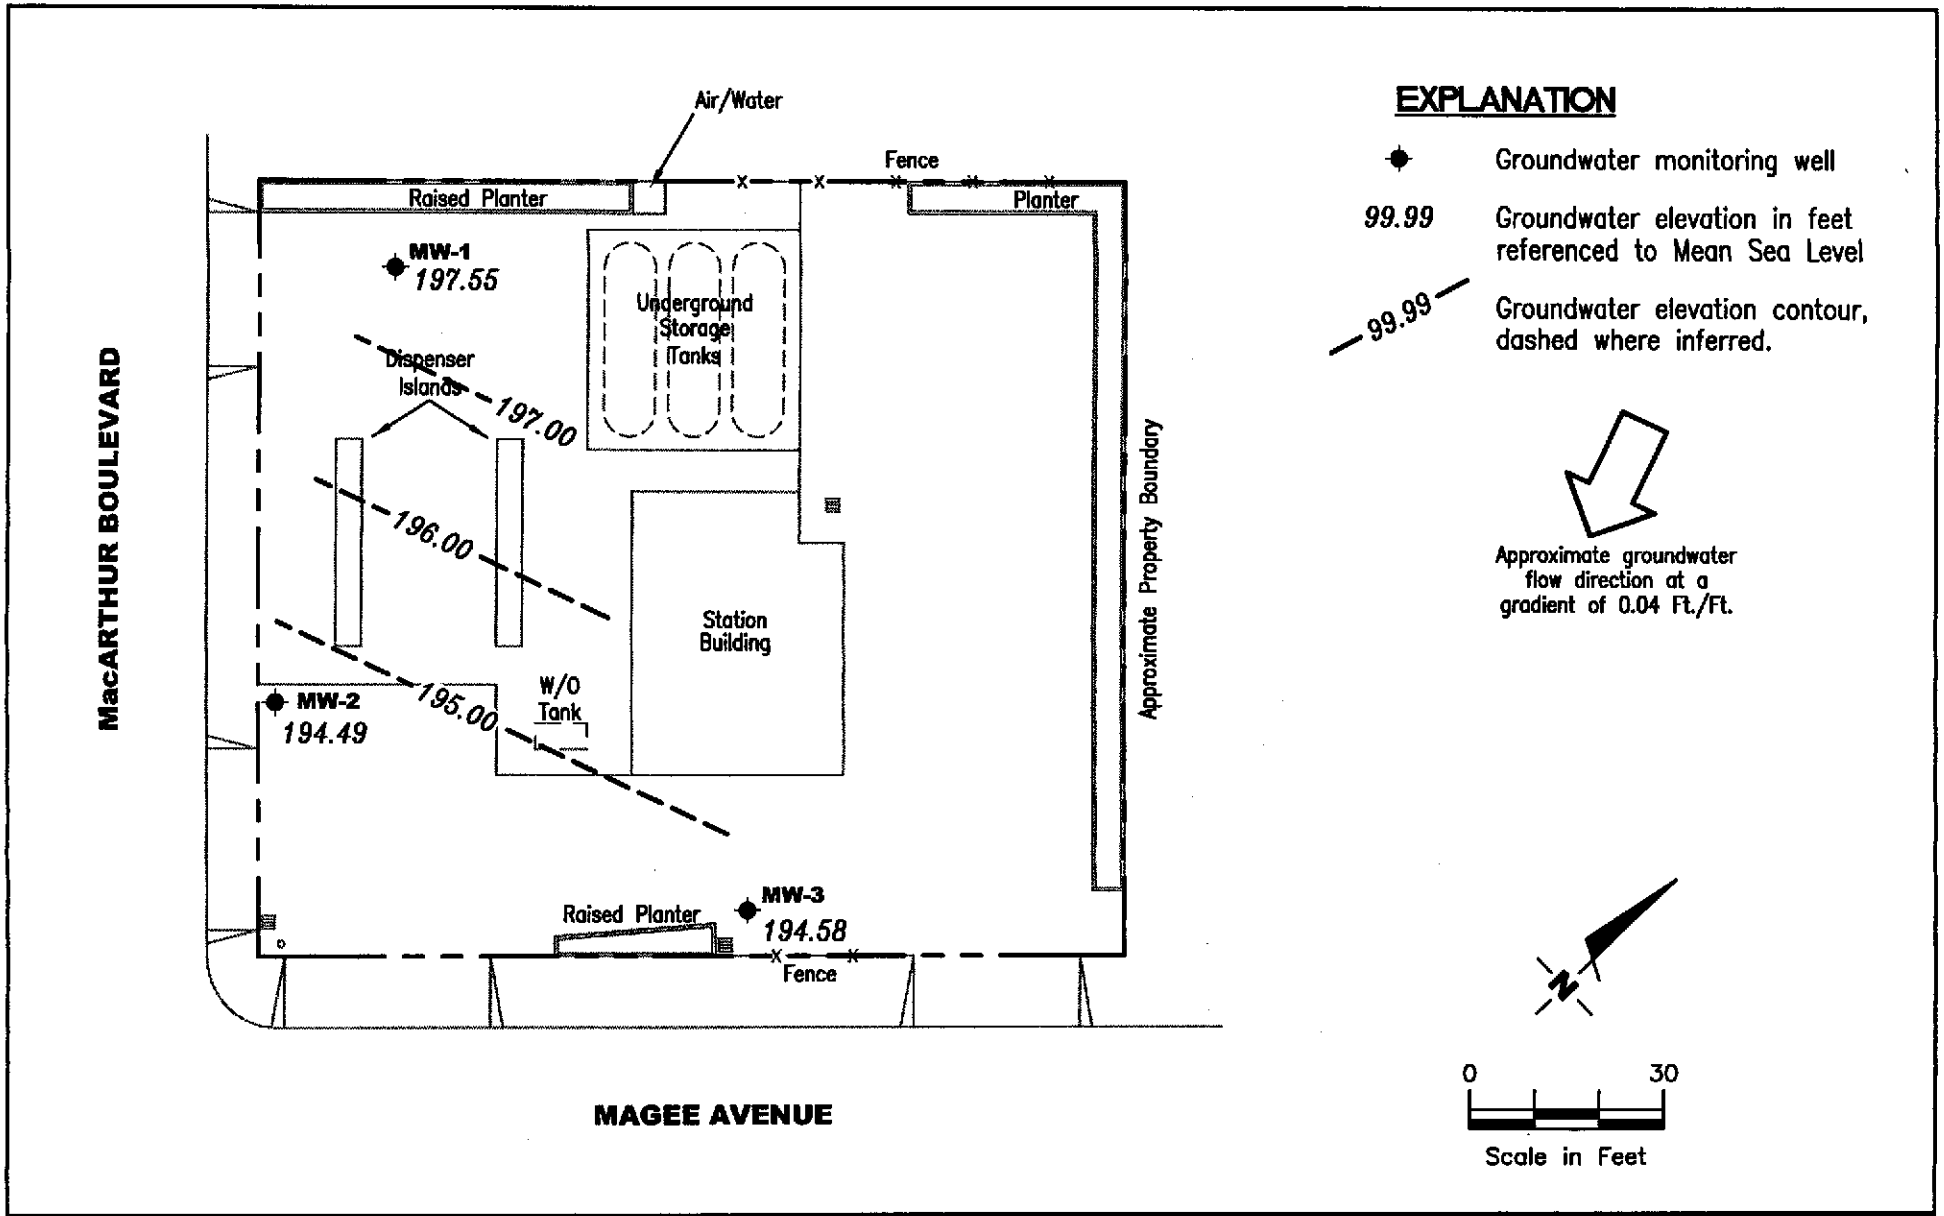 Air/Water
Fence
Raised Planter
Planter
MW-1
197.55
Underground
Storage
Tanks
Dispenser
Islands
197.00
196.00
195.00
MacARTHUR BOULEVARD
Approximate Property Boundary
Station
Building
W/O
Tank
MW-2
194.49
MW-3
194.58
Raised Planter
Fence
MAGEE AVENUE
EXPLANATION
Groundwater monitoring well
99.99 Groundwater elevation in feet
referenced to Mean Sea Level
99.99 Groundwater elevation contour,
dashed where inferred.
Approximate groundwater
flow direction at a
gradient of 0.04 Ft./Ft.
N
0 30
Scale in Feet